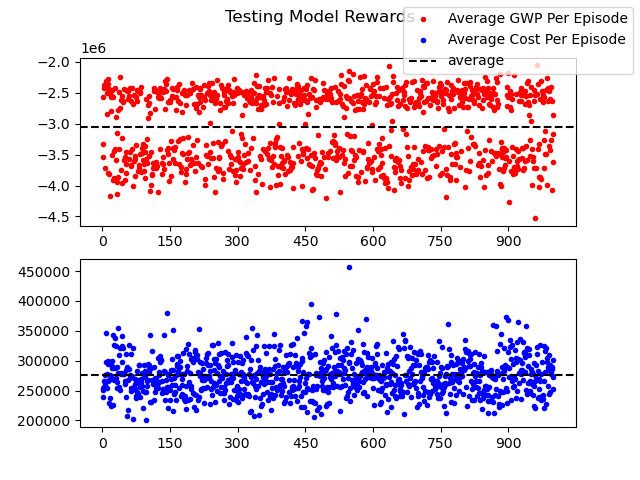 Testing Model Rewards
Average GWP Per Episode
Average Cost Per Episode
average
1e6
−2.0
−2.5
−3.0
−3.5
−4.0
−4.5
0 150 300 450 600 750 900
450000
400000
350000
300000
250000
200000
0 150 300 450 600 750 900